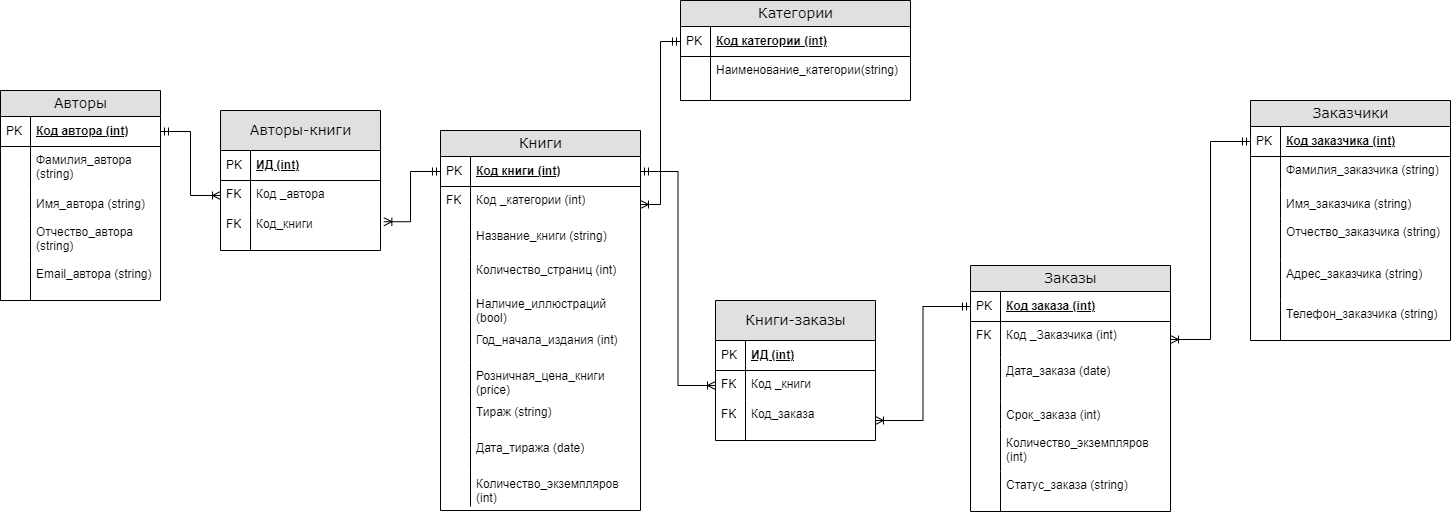 Категории
PK Код категории (int)
Наименование_категории(string)
Авторы
PK Код автора (int)
Фамилия_автора
(string)
Имя_автора (string)
Отчество_автора
(string)
Email_автора (string)
Авторы-книги
PK ИД (int)
FK Код _автора
FK Код_книги
Книги
PK Код книги (int)
FK Код _категории (int)
Название_книги (string)
Количество_страниц (int)
Наличие_иллюстраций
(bool)
Год_начала_издания (int)
Розничная_цена_книги
(price)
Тираж (string)
Дата_тиража (date)
Количество_экземпляров
(int)
Книги-заказы
PK ИД (int)
FK Код _книги
FK Код_заказа
Заказы
PK Код заказа (int)
FK Код _Заказчика (int)
Дата_заказа (date)
Срок_заказа (int)
Количество_экземпляров
(int)
Статус_заказа (string)
Заказчики
PK Код заказчика (int)
Фамилия_заказчика (string)
Имя_заказчика (string)
Отчество_заказчика (string)
Адрес_заказчика (string)
Телефон_заказчика (string)